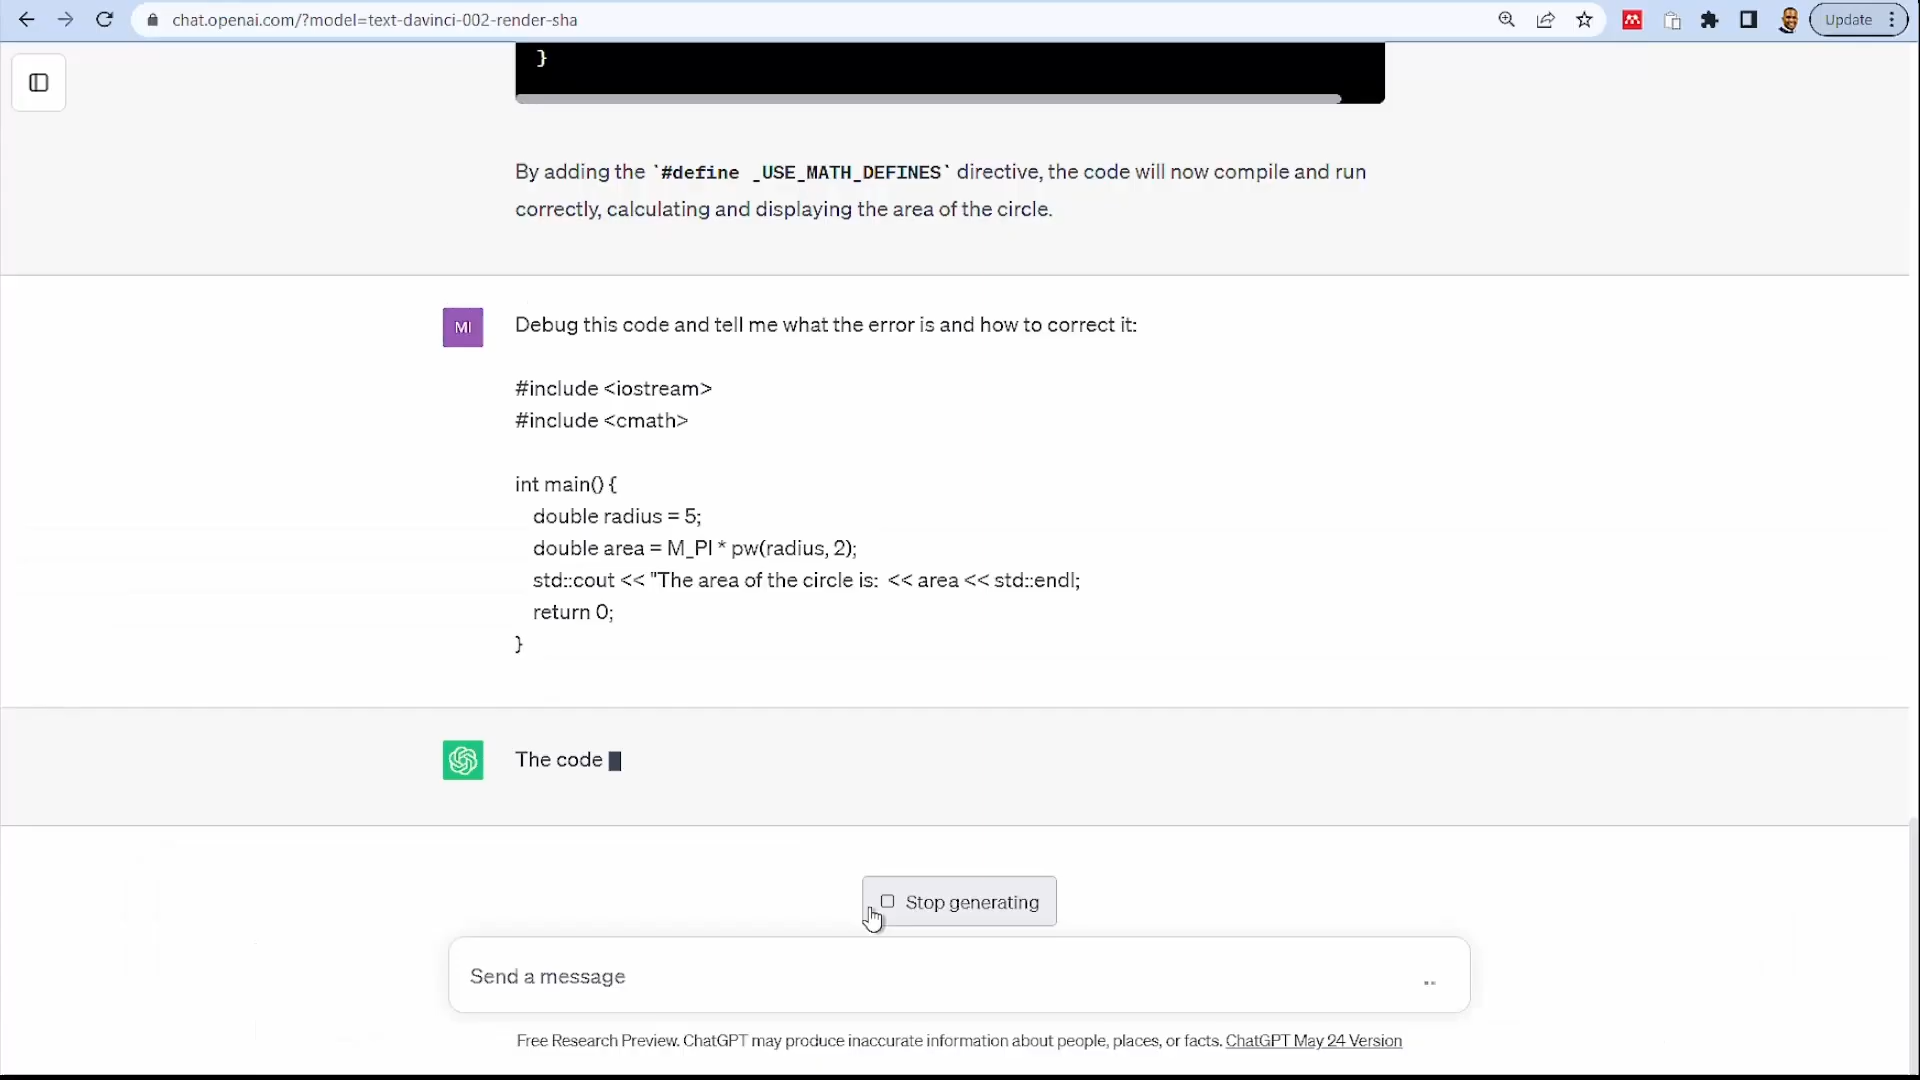 chat.openai.com/?model=text-davinci-002-render-sha
Update
}
By adding the `#define _USE_MATH_DEFINES` directive, the code will now compile and run
correctly, calculating and displaying the area of the circle.
MI
Debug this code and tell me what the error is and how to correct it:
#include <iostream>
#include <cmath>
int main() {
double radius = 5;
double area = M_PI * pw(radius, 2);
std::cout << "The area of the circle is:  << area << std::endl;
return 0;
}
The code
Stop generating
Send a message
Free Research Preview. ChatGPT may produce inaccurate information about people, places, or facts. ChatGPT May 24 Version